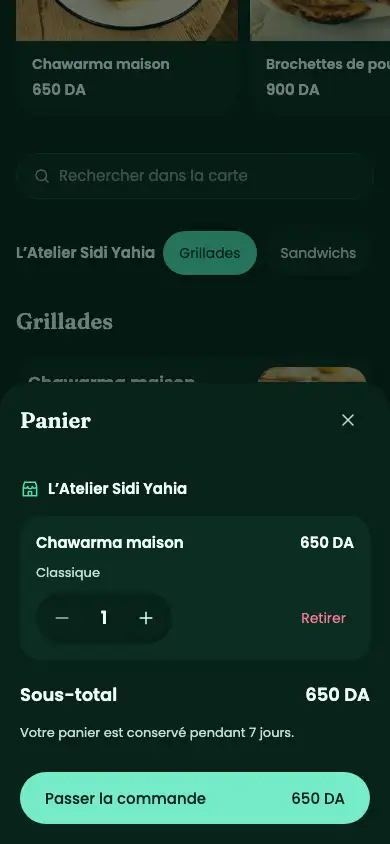 Chawarma maison
650 DA
Brochettes de pou
900 DA
Rechercher dans la carte
L’Atelier Sidi Yahia
Grillades
Sandwichs
Grillades
Chawarma maison
Panier
L’Atelier Sidi Yahia
Chawarma maison 650 DA
Classique
1
Retirer
Sous-total 650 DA
Votre panier est conservé pendant 7 jours.
Passer la commande 650 DA